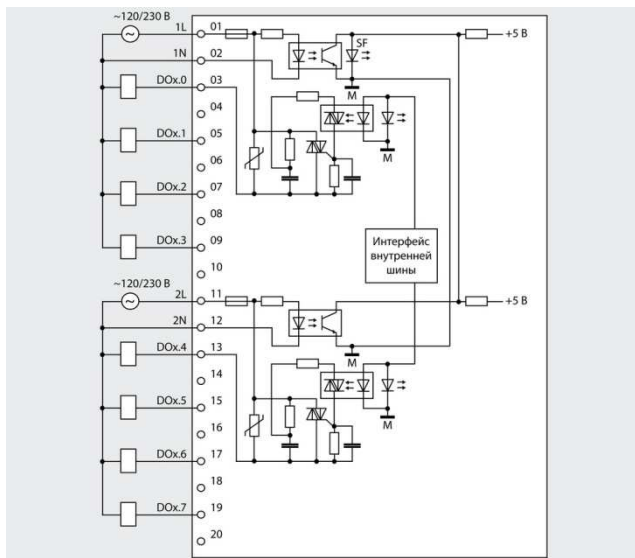 ~120/230 В
1L 01
+5 В
SF
1N 02
M
DOx.0 03
04
DOx.1 05
M
06
DOx.2 07
08
DOx.3 09
Интерфейс
внутренней
шины
10
~120/230 В
2L 11
+5 В
2N 12
M
DOx.4 13
14
DOx.5 15
M
16
DOx.6 17
18
DOx.7 19
20